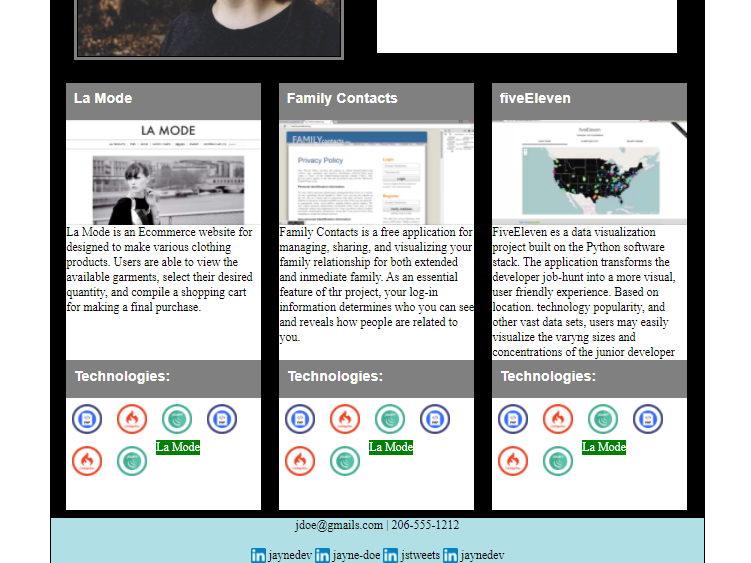 La Mode
LA MODE
La Mode is an Ecommerce website for
designed to make various clothing
products. Users are able to view the
available garments, select their desired
quantity, and compile a shopping cart
for making a final purchase.
Technologies:
La Mode
Family Contacts
FAMILY
Privacy Policy
Family Contacts is a free application for
managing, sharing, and visualizing your
family relationship for both extended
and inmediate family. As an essential
feature of thr project, your log-in
information determines who you can see
and reveals how people are related to
you.
Technologies:
La Mode
fiveEleven
fiveEleven
FiveEleven es a data visualization
project built on the Python software
stack. The application transforms the
developer job-hunt into a more visual,
user friendly experience. Based on
location. technology popularity, and
other vast data sets, users may easily
visualize the varyng sizes and
concentrations of the junior developer
Technologies:
La Mode
jdoe@gmails.com | 206-555-1212
in jaynedev in jayne-doe in jstweets in jaynedev